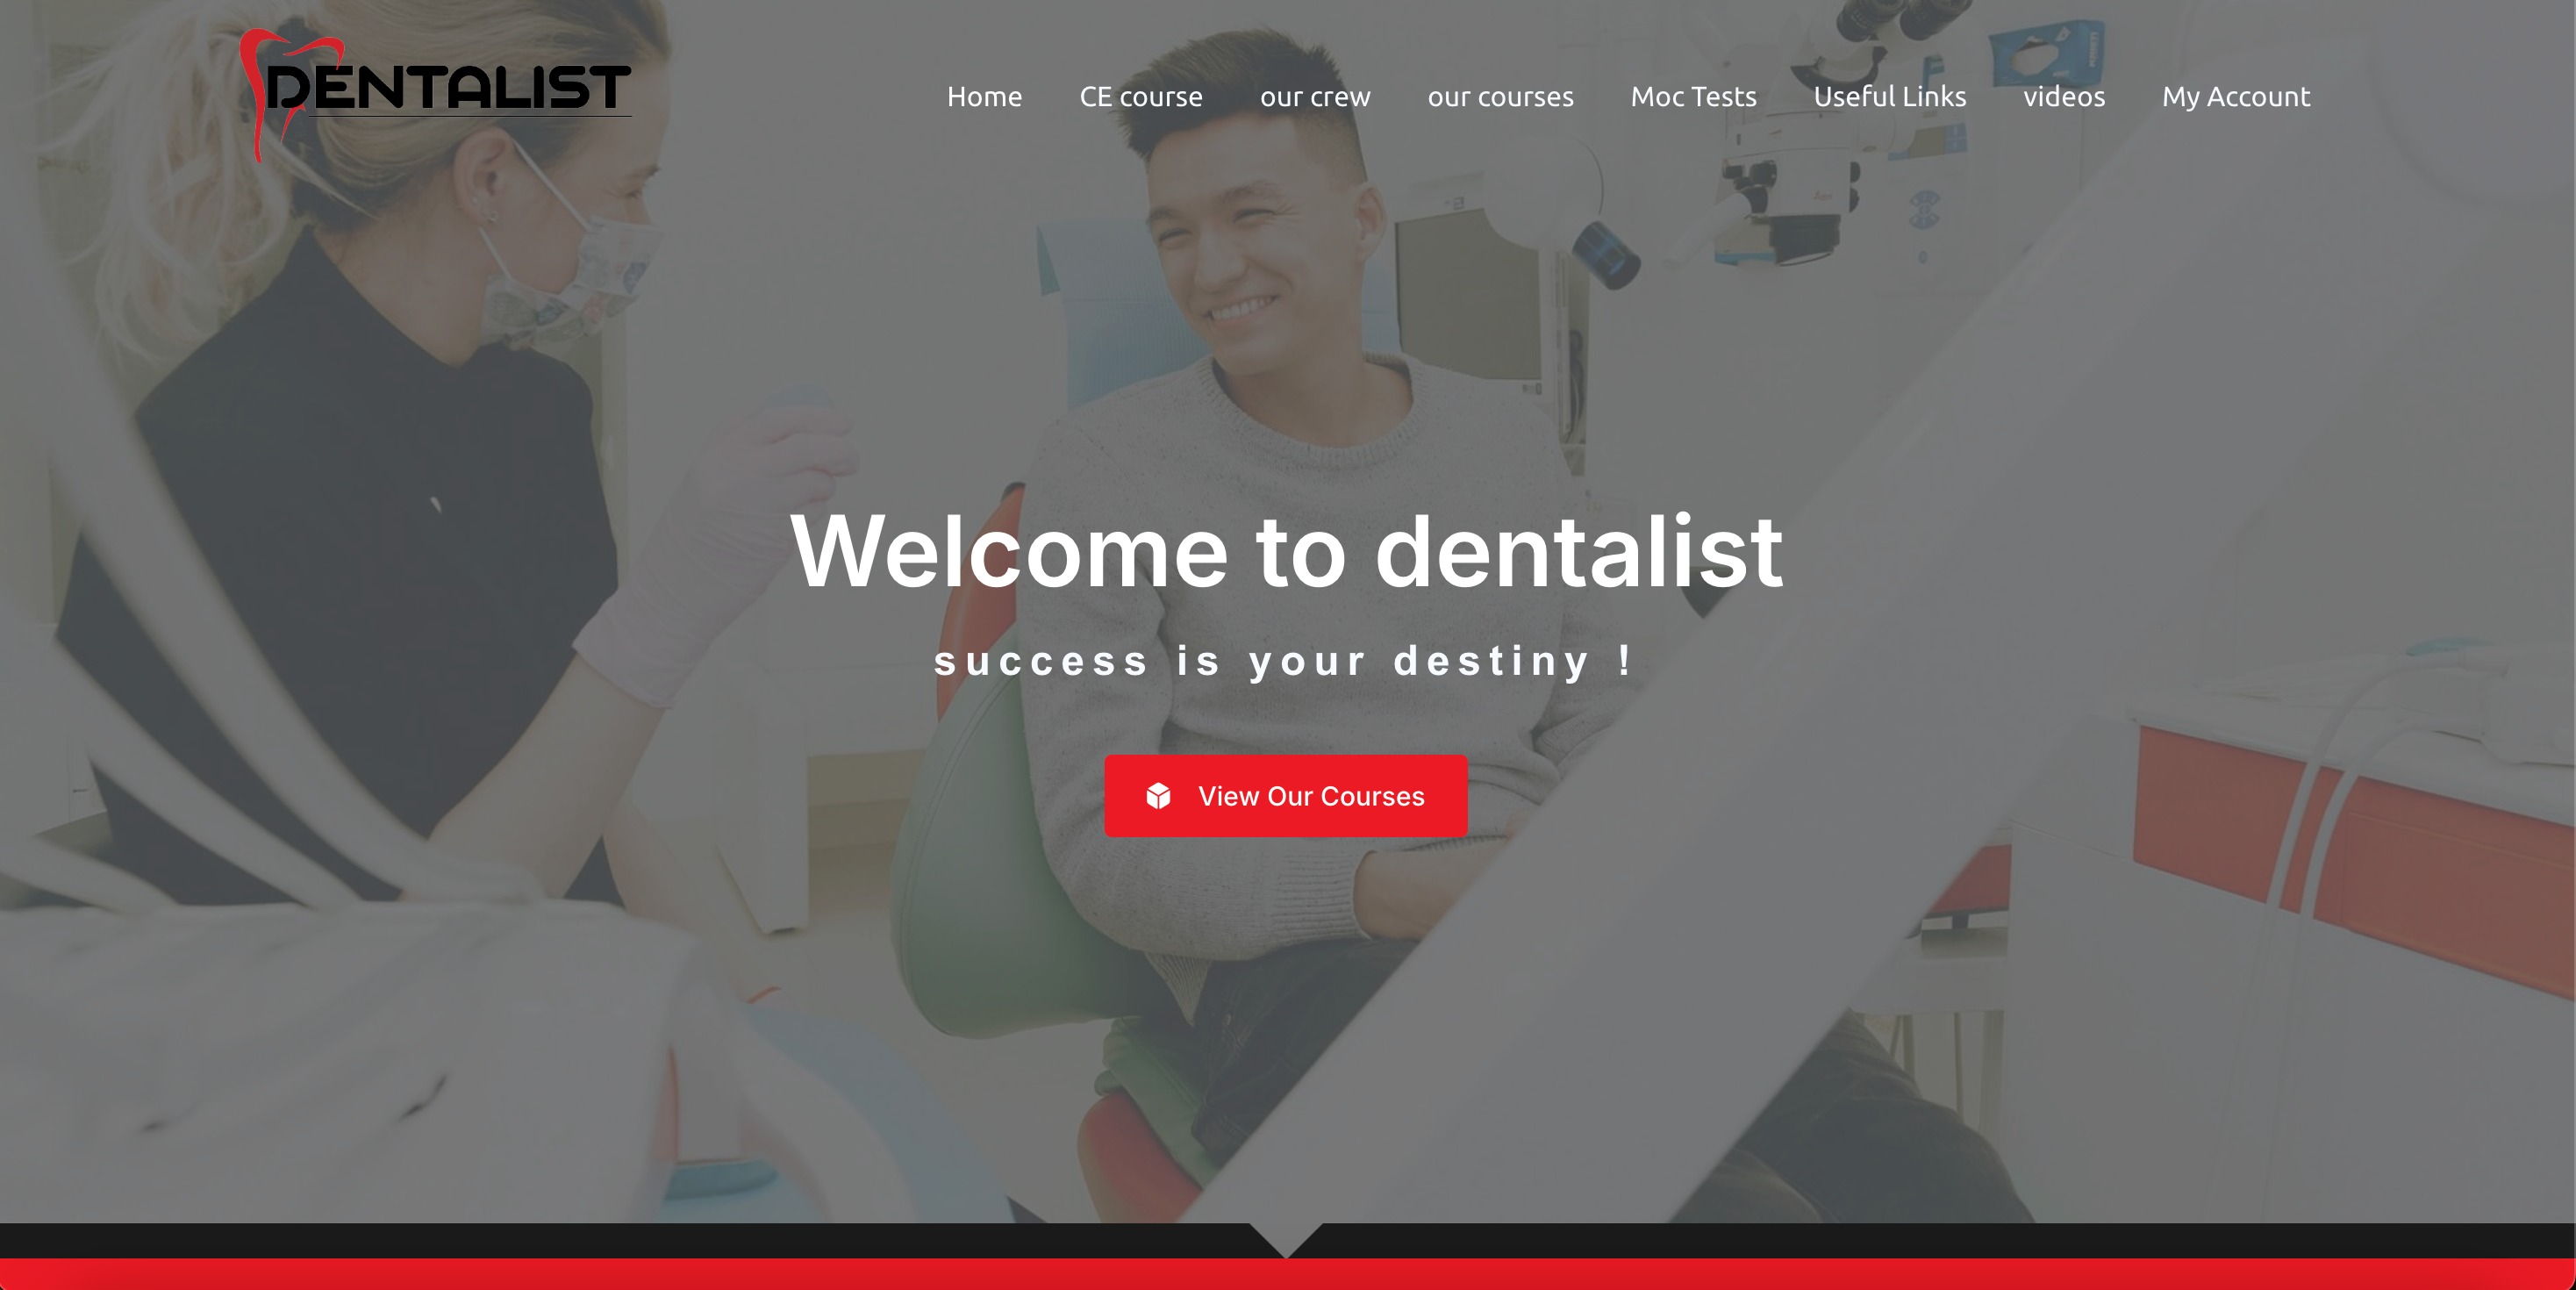 DENTALIST
Home CE course our crew our courses Moc Tests Useful Links videos My Account
Welcome to dentalist
success is your destiny !
View Our Courses